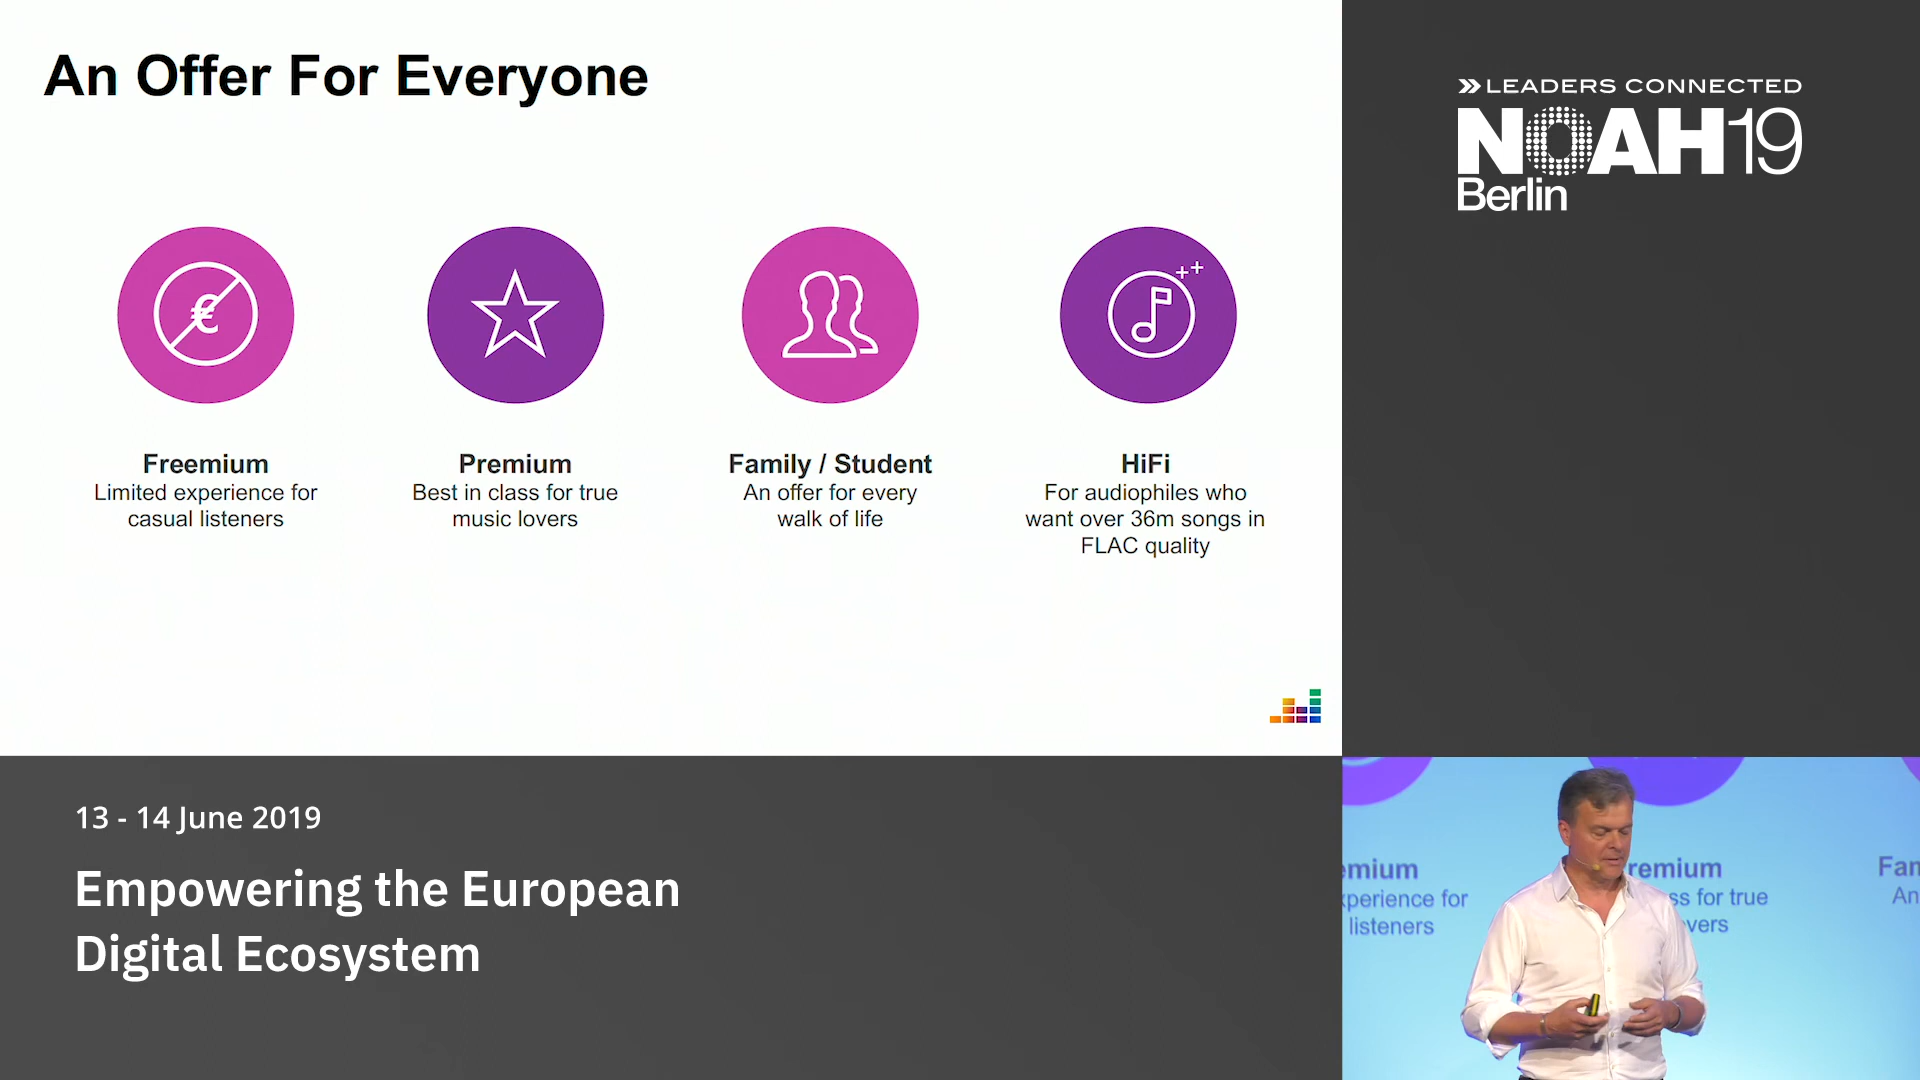 An Offer For Everyone
€
Freemium
Limited experience for
casual listeners
Premium
Best in class for true
music lovers
Family / Student
An offer for every
walk of life
HiFi
For audiophiles who
want over 36m songs in
FLAC quality
LEADERS CONNECTED
NOAH19
Berlin
13 - 14 June 2019
Empowering the European
Digital Ecosystem
emium
xperience for
listeners
remium
ss for true
vers
Fan
An